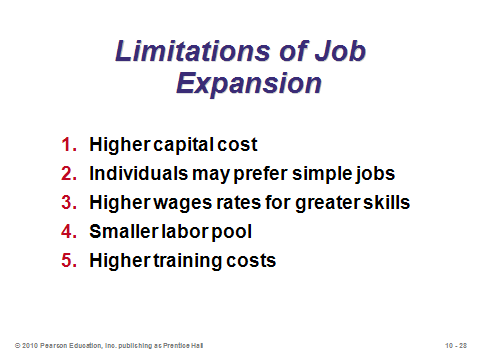 Limitations of Job
Expansion
1. Higher capital cost
2. Individuals may prefer simple jobs
3. Higher wages rates for greater skills
4. Smaller labor pool
5. Higher training costs
© 2010 Pearson Education, Inc. publishing as Prentice Hall
10 - 28